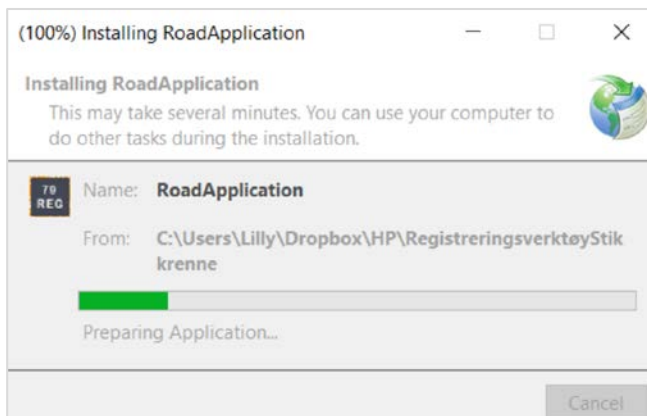 (100%) Installing RoadApplication
Installing RoadApplication
This may take several minutes. You can use your computer to
do other tasks during the installation.
79
REG
Name: RoadApplication
From: C:\Users\Lilly\Dropbox\HP\RegistreringsverktøyStik
krenne
Preparing Application...
Cancel